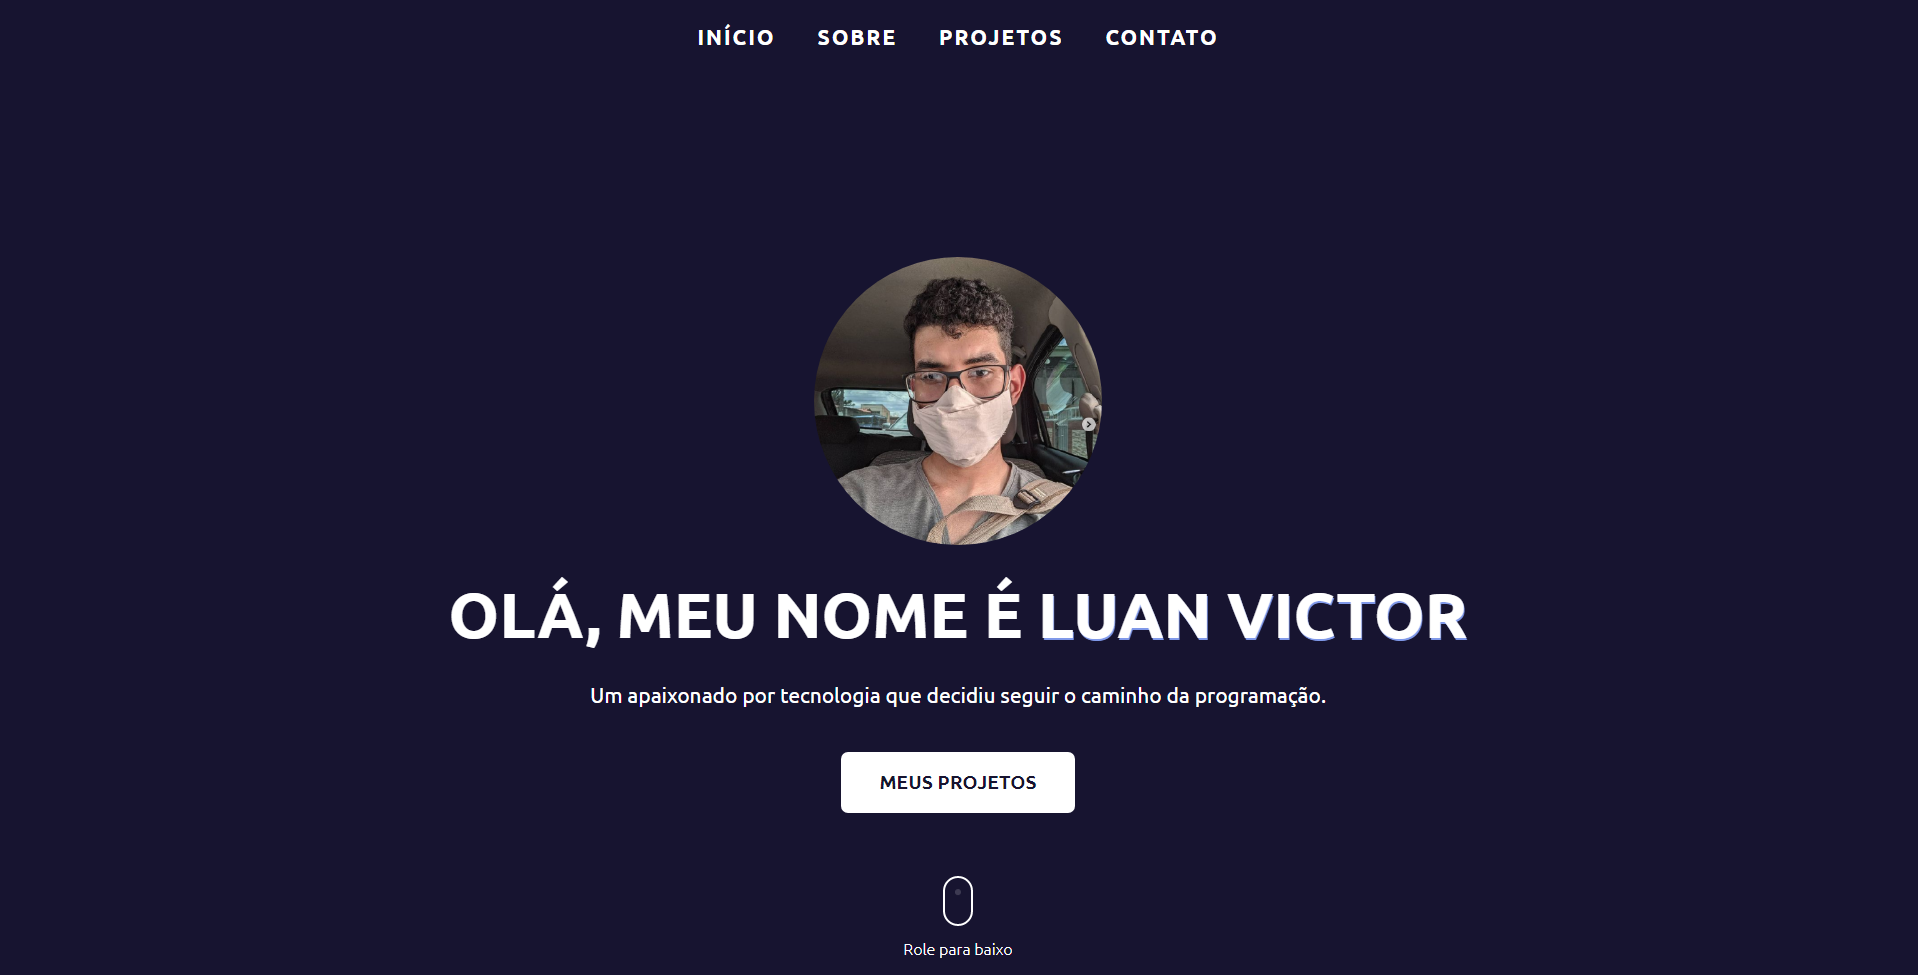 INÍCIO SOBRE PROJETOS CONTATO
OLÁ, MEU NOME É LUAN VICTOR
Um apaixonado por tecnologia que decidiu seguir o caminho da programação.
MEUS PROJETOS
Role para baixo